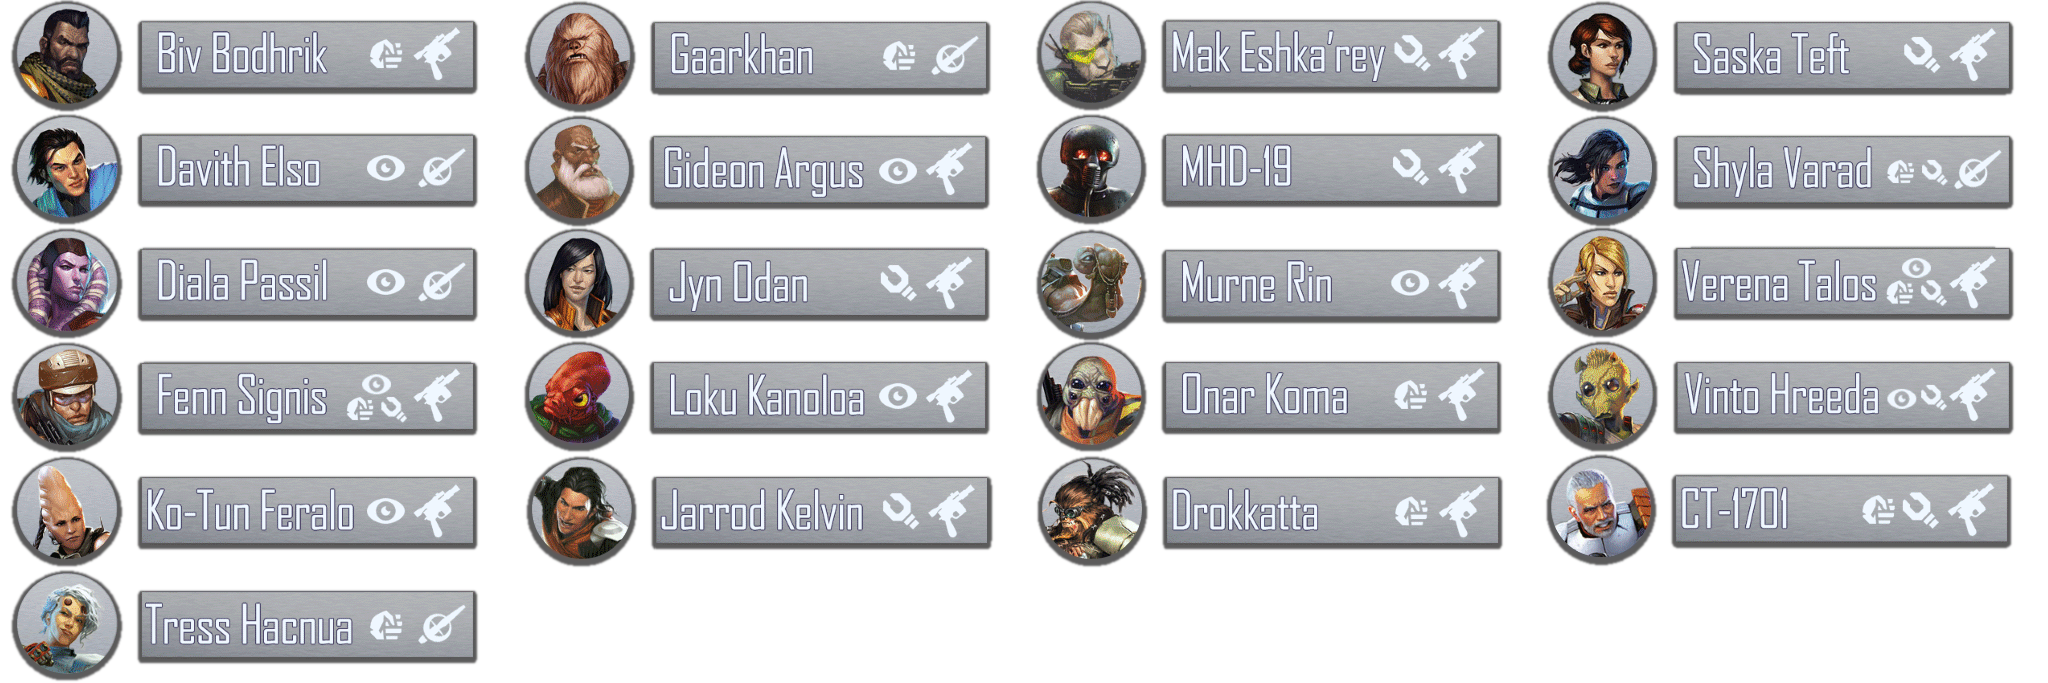 Biv Bodhrik
Gaarkhan
Mak Eshka'rey
Saska Teft
Davith Elso
Gideon Argus
MHD-19
Shyla Varad
Diala Passil
Jyn Odan
Murne Rin
Verena Talos
Fenn Signis
Loku Kanoloa
Onar Koma
Vinto Hreeda
Ko-Tun Feralo
Jarrod Kelvin
Drokkatta
CT-1701
Tress Hacnua